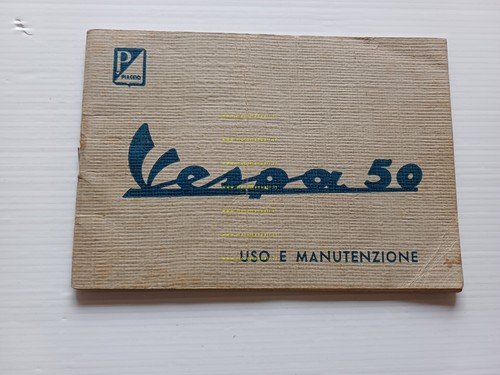 P
PIAGGIO
Vespa 50
USO E MANUTENZIONE